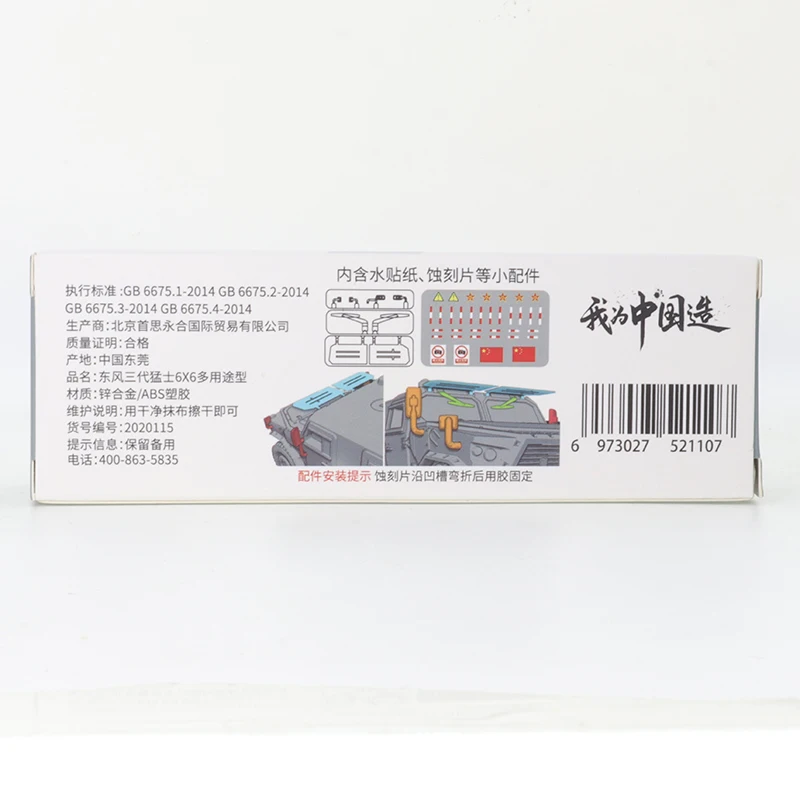 执行标准:GB 6675.1-2014 GB 6675.2-2014
GB 6675.3-2014 GB 6675.4-2014
生产商:北京首思永合国际贸易有限公司
质量证明:合格
产地:中国东莞
品名:东风三代猛士6X6多用途型
材质:锌合金/ABS塑胶
维护说明:用干净抹布擦干即可
货号编号:2020115
提示信息:保留备用
电话:400-863-5835
内含水贴纸、蚀刻片等小配件
配件安装提示 蚀刻片沿凹槽弯折后用胶固定
我为中国造
6 973027 521107